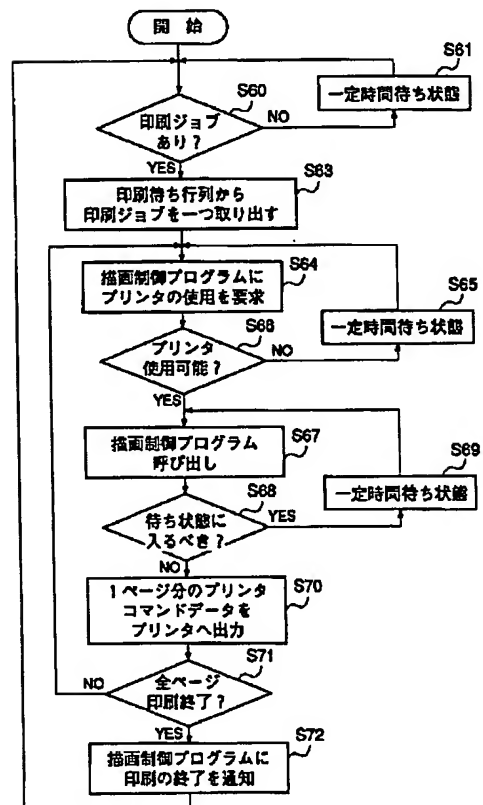 開 始
S61
一定時間待ち状態
S60
印刷ジョブ
あり?
NO
YES
S63
印刷待ち行列から
印刷ジョブを一つ取り出す
S64
描画制御プログラムに
プリンタの使用を要求
S65
一定時間待ち状態
S66
プリンタ
使用可能?
NO
YES
S67
描画制御プログラム
呼び出し
S69
一定時間待ち状態
S68
待ち状態に
入るべき?
YES
NO
S70
1ページ分のプリンタ
コマンドデータを
プリンタへ出力
S71
全ページ
印刷終了?
NO
YES
S72
描画制御プログラムに
印刷の終了を通知